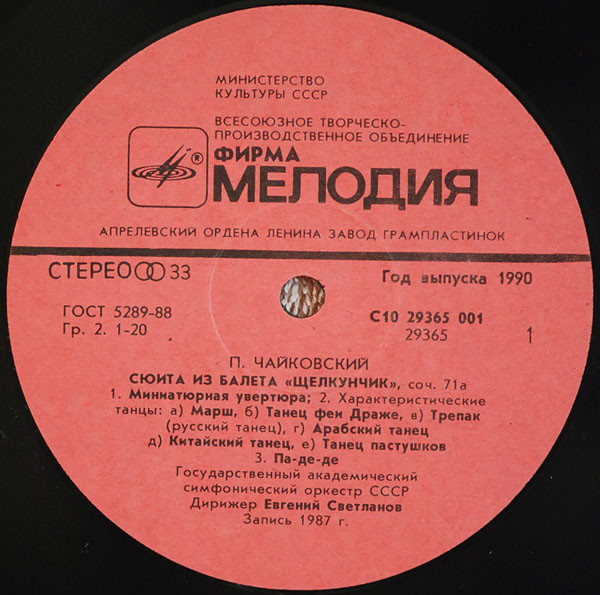 МИНИСТЕРСТВО
КУЛЬТУРЫ СССР
ВСЕСОЮЗНОЕ ТВОРЧЕСКО-
ПРОИЗВОДСТВЕННОЕ ОБЪЕДИНЕНИЕ
®
ФИРМА
МЕЛОДИЯ
АПРЕЛЕВСКИЙ ОРДЕНА ЛЕНИНА ЗАВОД ГРАМПЛАСТИНОК
СТЕРЕО 33
Год выпуска 1990
ГОСТ 5289-88
Гр. 2. 1-20
С10 29365 001
29365
1
П. ЧАЙКОВСКИЙ
СЮИТА ИЗ БАЛЕТА «ЩЕЛКУНЧИК», соч. 71а
1. Миниатюрная увертюра; 2. Характеристические
танцы: а) Марш, б) Танец феи Драже, в) Трепак
(русский танец), г) Арабский танец
д) Китайский танец, е) Танец пастушков
3. Па-де-де
Государственный академический
симфонический оркестр СССР
Дирижер Евгений Светланов
Запись 1987 г.